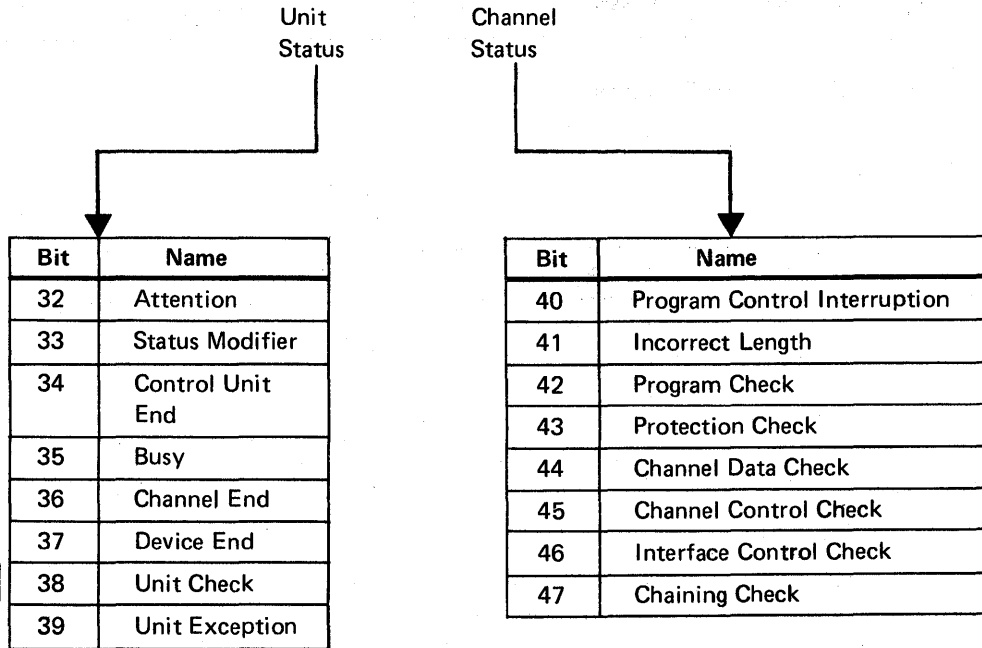 Unit
Status
Channel
Status
Bit Name
32 Attention
33 Status Modifier
34 Control Unit
End
35 Busy
36 Channel End
37 Device End
38 Unit Check
39 Unit Exception
Bit Name
40 Program Control Interruption
41 Incorrect Length
42 Program Check
43 Protection Check
44 Channel Data Check
45 Channel Control Check
46 Interface Control Check
47 Chaining Check